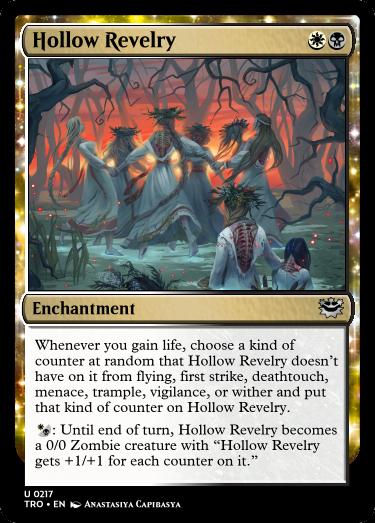 Hollow Revelry
Enchantment
Whenever you gain life, choose a kind of
counter at random that Hollow Revelry doesn't
have on it from flying, first strike, deathtouch,
menace, trample, vigilance, or wither and put
that kind of counter on Hollow Revelry.
: Until end of turn, Hollow Revelry becomes
a 0/0 Zombie creature with “Hollow Revelry
gets +1/+1 for each counter on it.”
U 0217
TRO • EN Anastasiya Capibasya